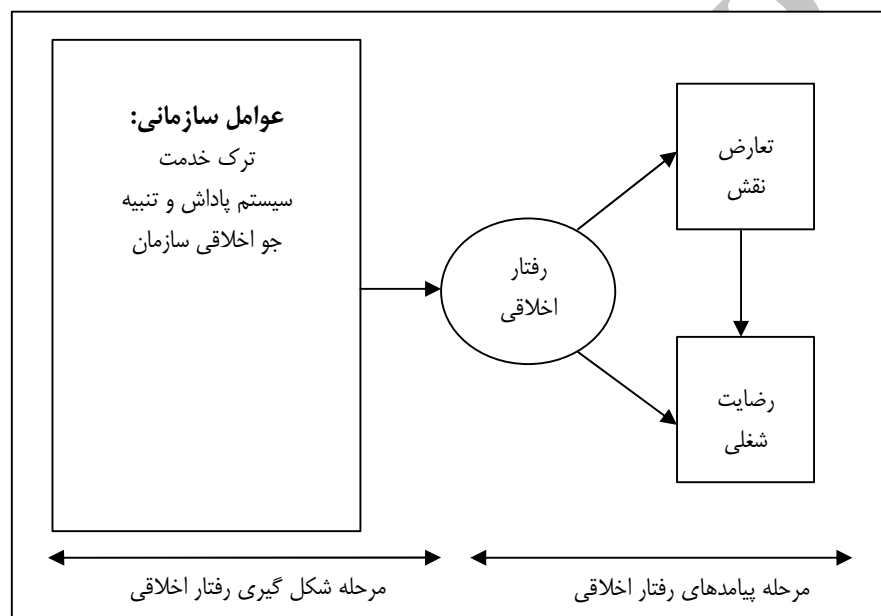 عوامل سازمانی:
ترک خدمت
سیستم پاداش و تنبیه
جو اخلاقی سازمان
رفتار
اخلاقی
تعارض
نقش
رضایت
شغلی
مرحله شکل گیری رفتار اخلاقی
مرحله پیامدهای رفتار اخلاقی